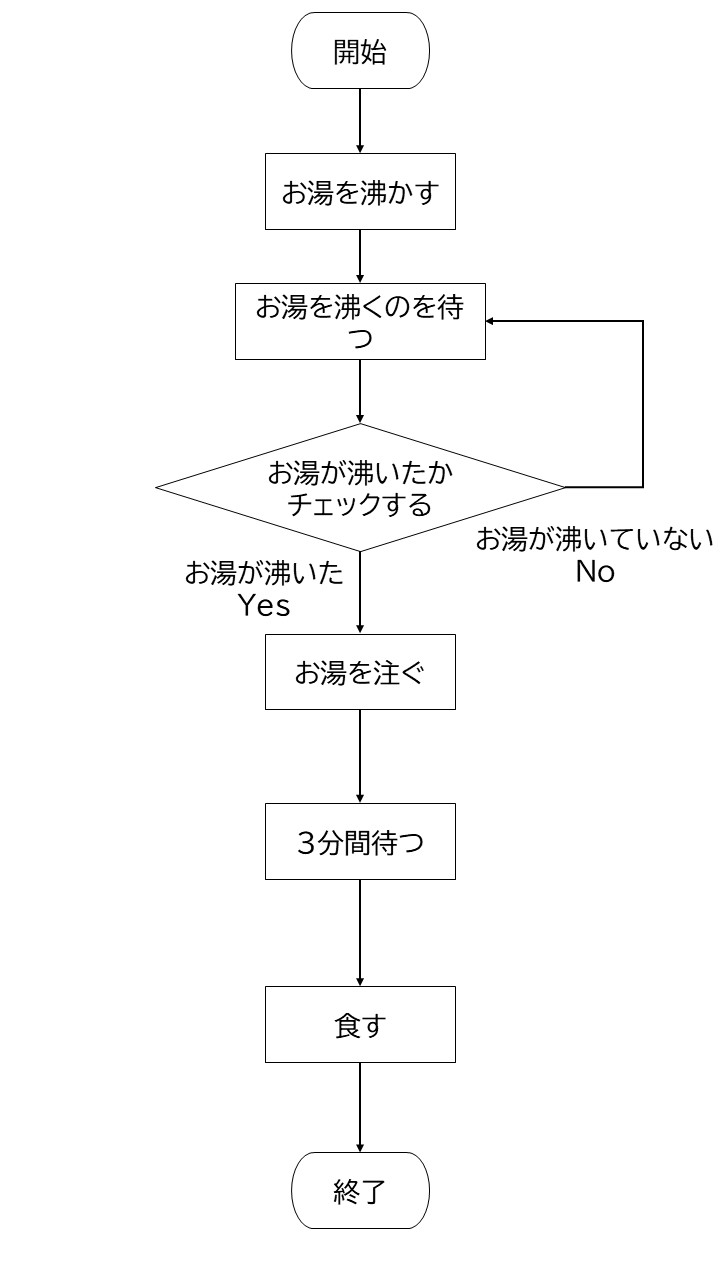 開始
お湯を沸かす
お湯を沸くのを待
つ
お湯が沸いたか
チェックする
お湯が沸いていない
No
お湯が沸いた
Yes
お湯を注ぐ
３分間待つ
食す
終了